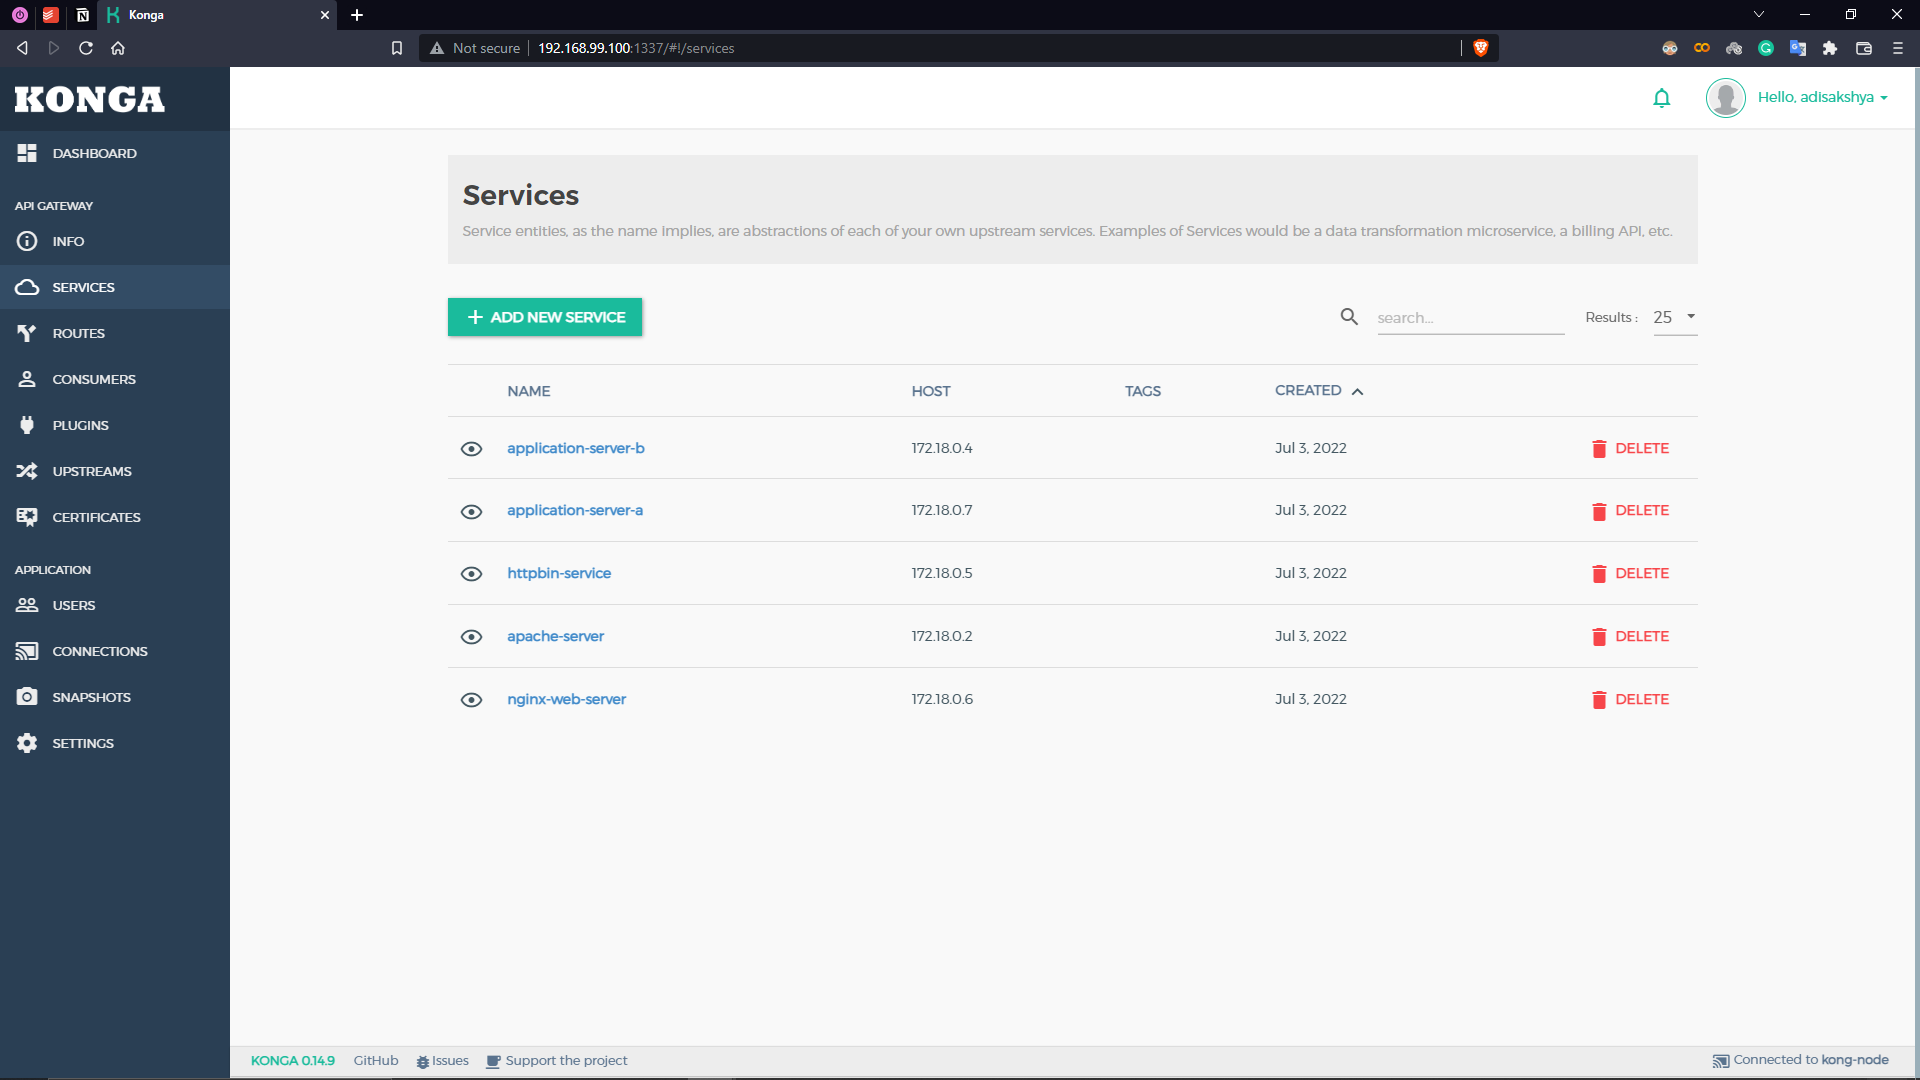 Konga
Not secure 192.168.99.100:1337/#!/services
KONGA
Hello, adisakshya
DASHBOARD
API GATEWAY
INFO
SERVICES
ROUTES
CONSUMERS
PLUGINS
UPSTREAMS
CERTIFICATES
APPLICATION
USERS
CONNECTIONS
SNAPSHOTS
SETTINGS
Services
Service entities, as the name implies, are abstractions of each of your own upstream services. Examples of Services would be a data transformation microservice, a billing API, etc.
+ ADD NEW SERVICE
search...
Results : 25
NAME HOST TAGS CREATED
application-server-b 172.18.0.4 Jul 3, 2022 DELETE
application-server-a 172.18.0.7 Jul 3, 2022 DELETE
httpbin-service 172.18.0.5 Jul 3, 2022 DELETE
apache-server 172.18.0.2 Jul 3, 2022 DELETE
nginx-web-server 172.18.0.6 Jul 3, 2022 DELETE
KONGA 0.14.9 GitHub Issues Support the project
Connected to kong-node